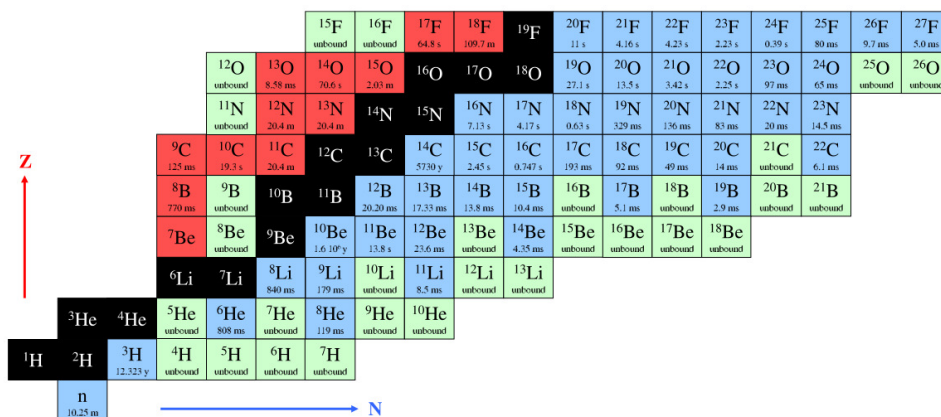 ¹⁵F ¹⁶F ¹⁷F ¹⁸F ¹⁹F ²⁰F ²¹F ²²F ²³F ²⁴F ²⁵F ²⁶F ²⁷F
unbound unbound 64.8 s 109.7 m 11 s 4.16 s 4.23 s 2.23 s 0.39 s 80 ms 9.7 ms 5.0 ms
¹²O ¹³O ¹⁴O ¹⁵O ¹⁶O ¹⁷O ¹⁸O ¹⁹O ²⁰O ²¹O ²²O ²³O ²⁴O ²⁵O ²⁶O
unbound 8.58 ms 70.6 s 2.03 m 27.1 s 13.5 s 3.42 s 2.25 s 97 ms 65 ms unbound unbound
¹¹N ¹²N ¹³N ¹⁴N ¹⁵N ¹⁶N ¹⁷N ¹⁸N ¹⁹N ²⁰N ²¹N ²²N ²³N
unbound 20.4 m 20.4 m 7.13 s 4.17 s 0.63 s 329 ms 136 ms 83 ms 20 ms 14.5 ms
⁹C ¹⁰C ¹¹C ¹²C ¹³C ¹⁴C ¹⁵C ¹⁶C ¹⁷C ¹⁸C ¹⁹C ²⁰C ²¹C ²²C
125 ms 19.3 s 20.4 m 5730 y 2.45 s 0.747 s 193 ms 92 ms 49 ms 14 ms unbound 6.1 ms
Z
⁸B ⁹B ¹⁰B ¹¹B ¹²B ¹³B ¹⁴B ¹⁵B ¹⁶B ¹⁷B ¹⁸B ¹⁹B ²⁰B ²¹B
770 ms unbound 20.20 ms 17.33 ms 13.8 ms 10.4 ms unbound 5.1 ms unbound 2.9 ms unbound unbound
⁷Be ⁸Be ⁹Be ¹⁰Be ¹¹Be ¹²Be ¹³Be ¹⁴Be ¹⁵Be ¹⁶Be ¹⁷Be ¹⁸Be
unbound 1.6 10⁶ y 13.8 s 23.6 ms unbound 4.35 ms unbound unbound unbound unbound
⁶Li ⁷Li ⁸Li ⁹Li ¹⁰Li ¹¹Li ¹²Li ¹³Li
840 ms 179 ms unbound 8.5 ms unbound unbound
³He ⁴He ⁵He ⁶He ⁷He ⁸He ⁹He ¹⁰He
unbound 808 ms unbound 119 ms unbound unbound
¹H ²H ³H ⁴H ⁵H ⁶H ⁷H
12.323 y unbound unbound unbound unbound
n
10.25 m
N